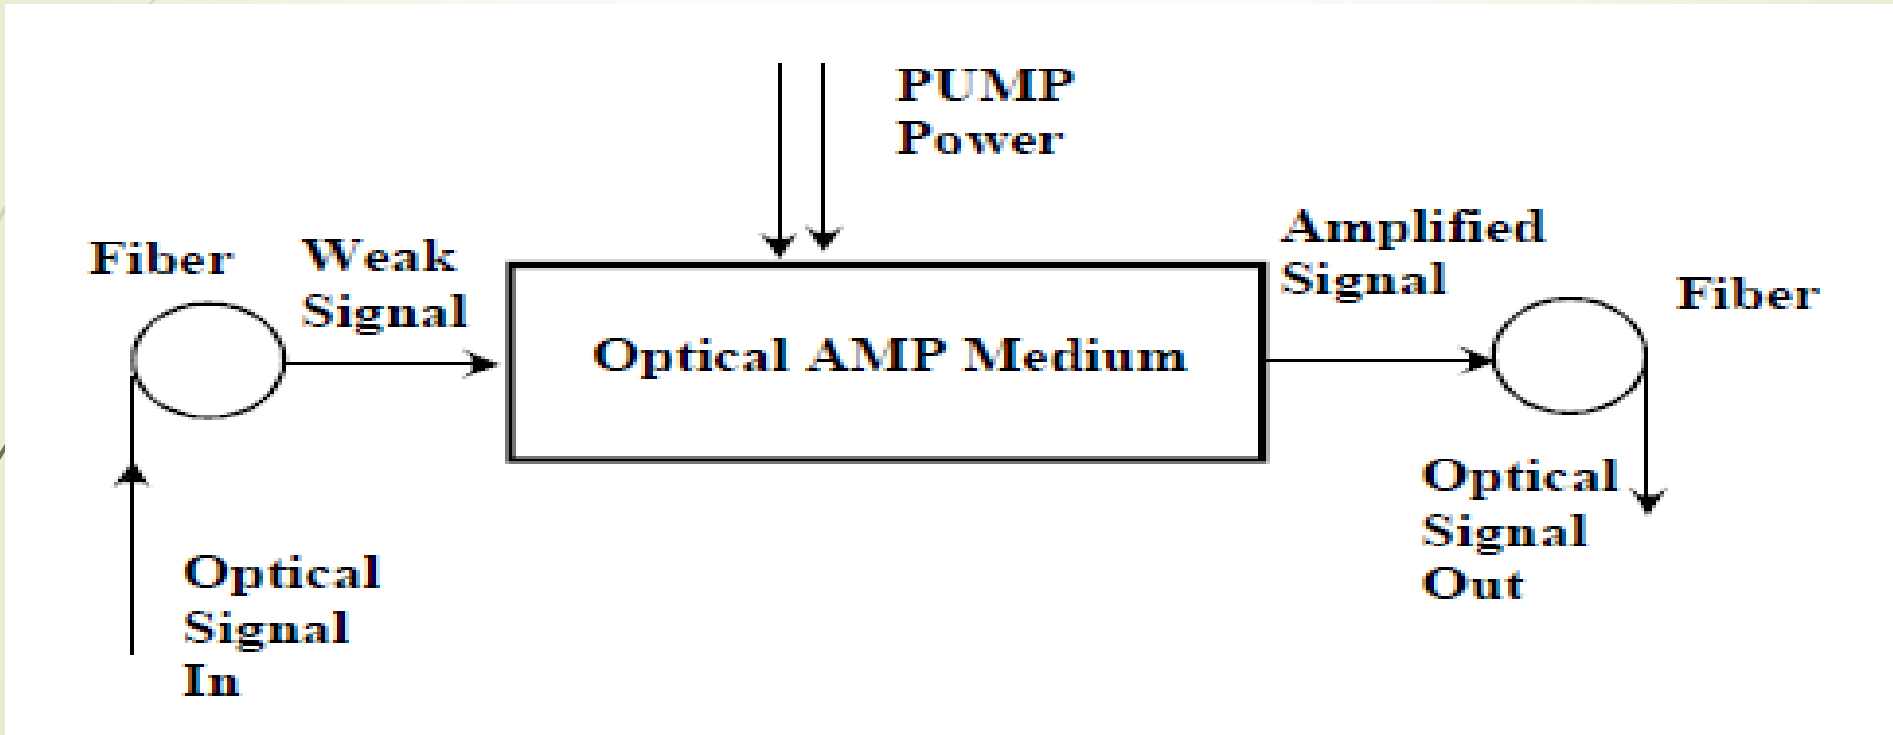 PUMP
Power
Fiber
Weak
Signal
Optical AMP Medium
Amplified
Signal
Fiber
Optical
Signal
In
Optical
Signal
Out